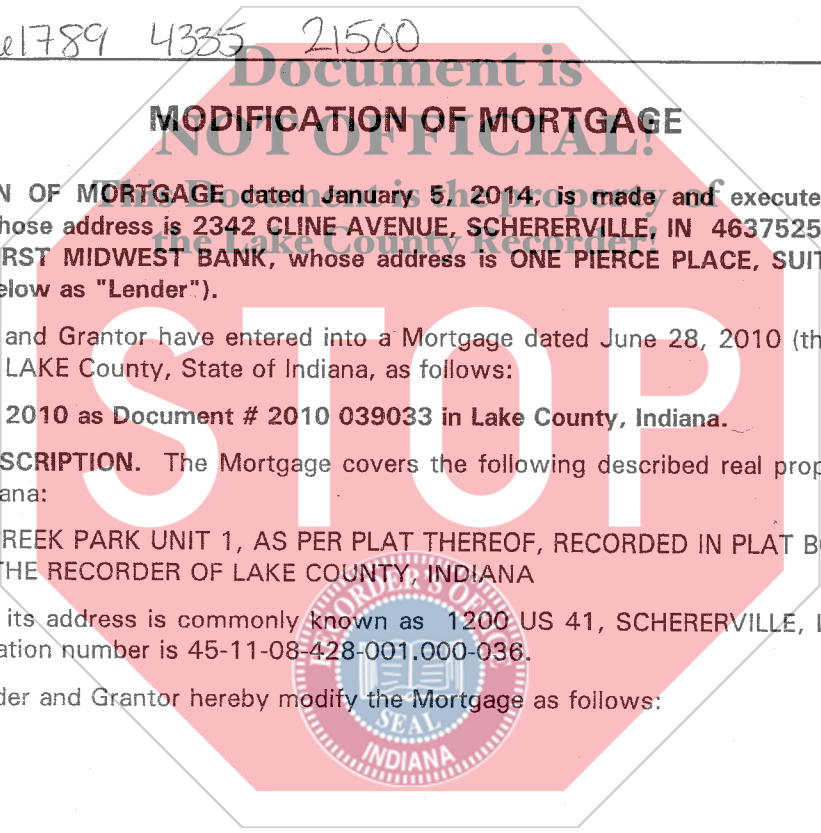 1789 4335 21500
Document is
MODIFICATION OF MORTGAGE
NOT OFFICIAL!
N OF MORTGAGE dated January 5, 2014, is made and execute
This Document is the property of
hose address is 2342 CLINE AVENUE, SCHERERVILLE, IN 4637525
the Lake County Recorder!
RST MIDWEST BANK, whose address is ONE PIERCE PLACE, SUIT
elow as "Lender").
and Grantor have entered into a Mortgage dated June 28, 2010 (th
LAKE County, State of Indiana, as follows:
STOP
2010 as Document # 2010 039033 in Lake County, Indiana.
SCRIPTION. The Mortgage covers the following described real prop
ana:
REEK PARK UNIT 1, AS PER PLAT THEREOF, RECORDED IN PLAT B
THE RECORDER OF LAKE COUNTY, INDIANA
its address is commonly known as 1200 US 41, SCHERERVILLE,
ation number is 45-11-08-428-001.000-036.
der and Grantor hereby modify the Mortgage as follows:
RECORDER'S OFFIC
SEAL
INDIANA